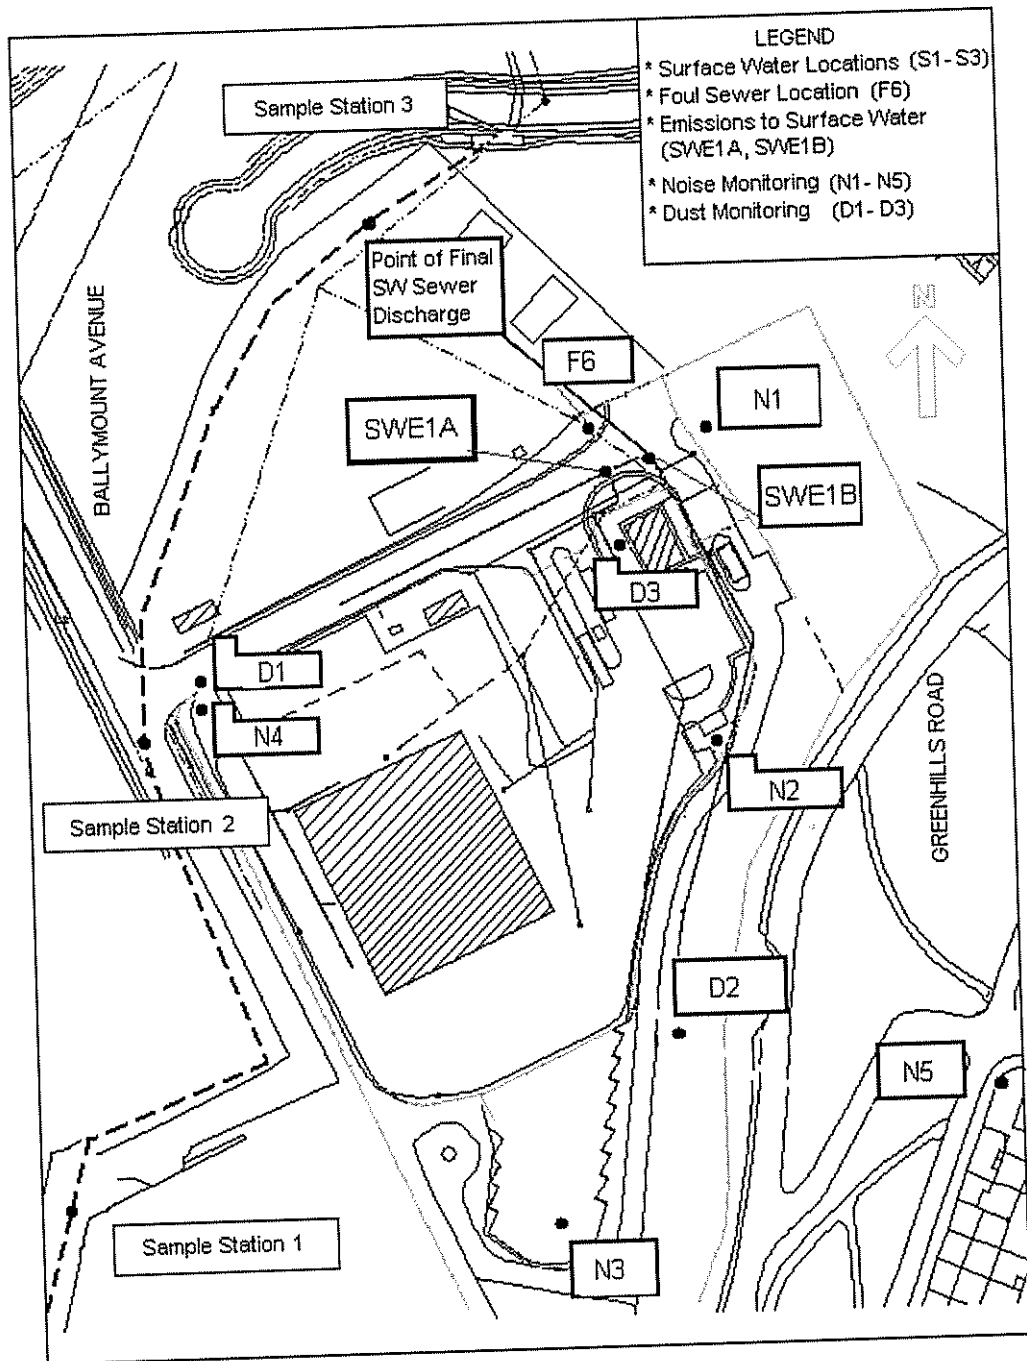 LEGEND
* Surface Water Locations (S1-S3)
* Foul Sewer Location (F6)
* Emissions to Surface Water
(SWE1A, SWE1B)
* Noise Monitoring (N1-N5)
* Dust Monitoring (D1-D3)
Sample Station 3
Point of Final
SW Sewer
Discharge
BALLYMOUNT AVENUE
N
F6
N1
SWE1A
SWE1B
D3
D1
N4
N2
GREENHILLS ROAD
Sample Station 2
D2
N5
Sample Station 1
N3